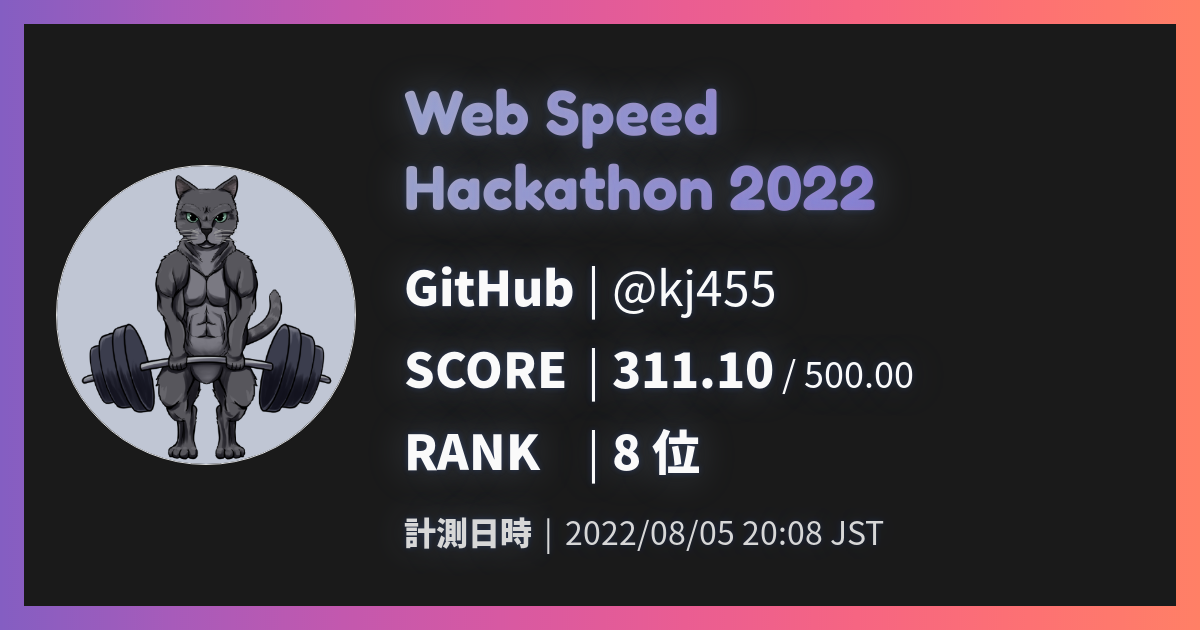 Web Speed
Hackathon 2022
GitHub | @kj455
SCORE | 311.10 / 500.00
RANK | 8 位
計測日時 | 2022/08/05 20:08 JST